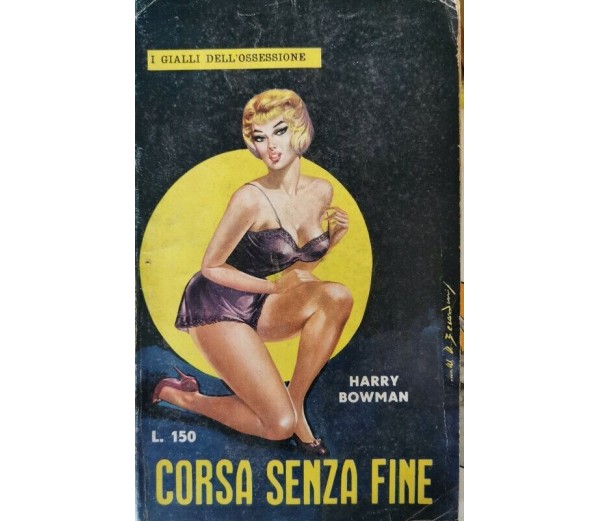 I GIALLI DELL'OSSESSIONE
HARRY
BOWMAN
L. 150
CORSA SENZA FINE